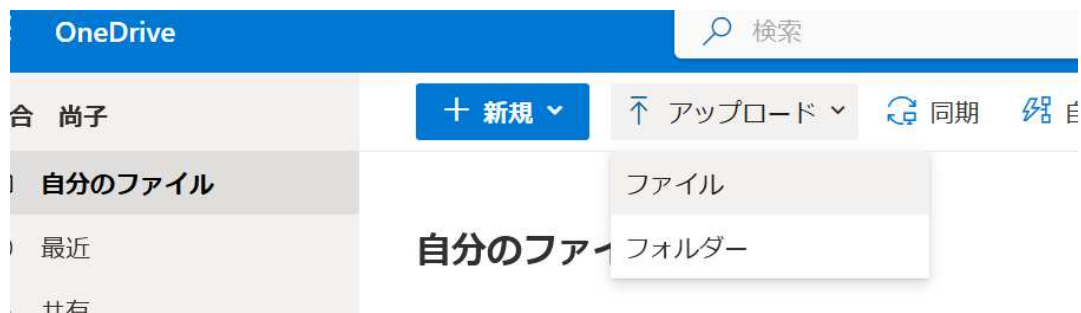 OneDrive
検索
合 尚子
+ 新規
アップロード
同期
自分のファイル
ファイル
最近
自分のファイ
フォルダー
共有